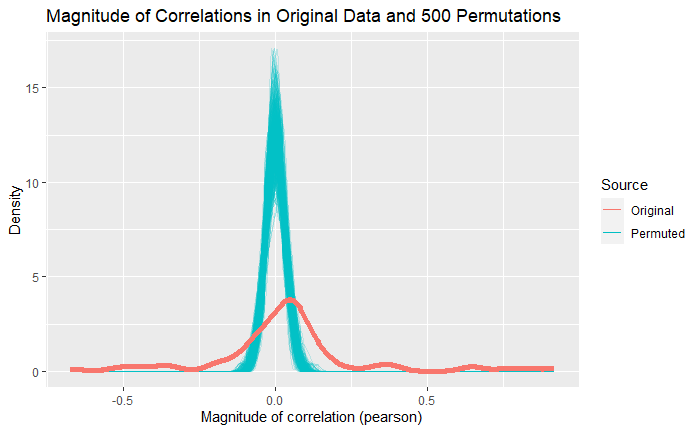 Magnitude of Correlations in Original Data and 500 Permutations
15
10
5
0
Density
-0.5
0.0
0.5
Magnitude of correlation (pearson)
Source
Original
Permuted